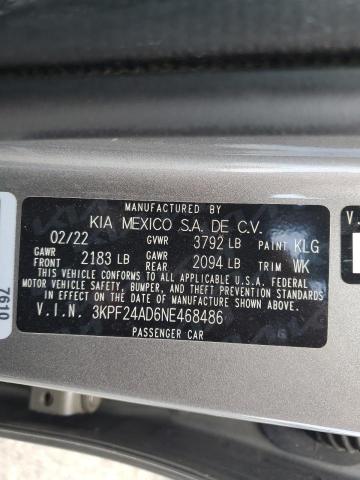 MANUFACTURED BY
KIA MEXICO S.A. DE C.V.
02/22 GVWR 3792 LB PAINT KLG
GAWR FRONT 2183 LB GAWR REAR 2094 LB TRIM WK
THIS VEHICLE CONFORMS TO ALL APPLICABLE U.S.A. FEDERAL
MOTOR VEHICLE SAFETY, BUMPER, AND THEFT PREVENTION STANDARDS
IN EFFECT ON THE DATE OF MANUFACTURE SHOWN ABOVE.
V.I.N. 3KPF24AD6NE468486
PASSENGER CAR
7610
V.